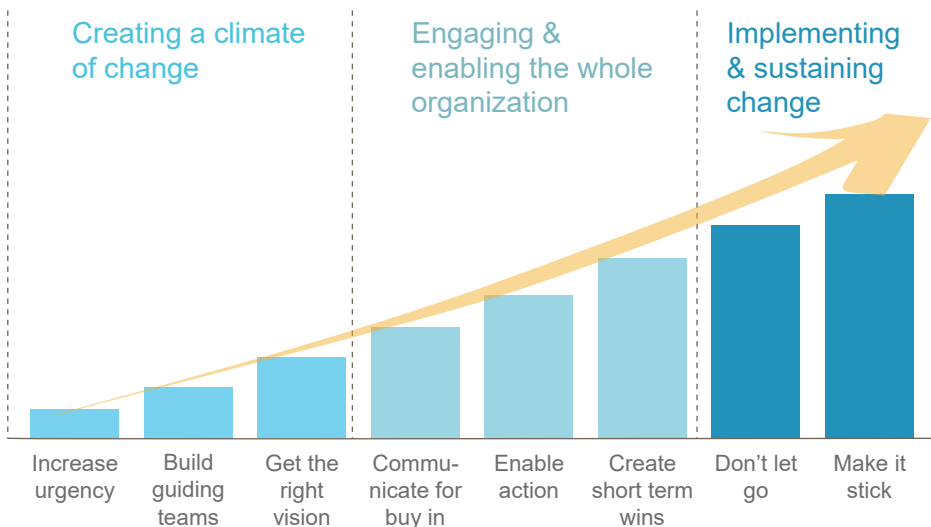 Creating a climate
of change
Engaging &
enabling the whole
organization
Implementing
& sustaining
change
Increase
urgency
Build
guiding
teams
Get the
right
vision
Commu-
nicate for
buy in
Enable
action
Create
short term
wins
Don’t let
go
Make it
stick